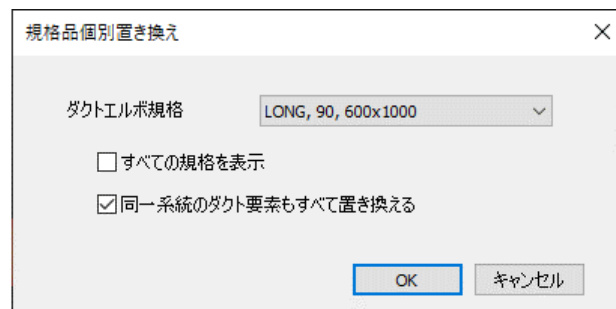 規格品個別置き換え
ダクトエルボ規格 LONG, 90, 600x1000
すべての規格を表示
同一系統のダクト要素もすべて置き換える
OK キャンセル